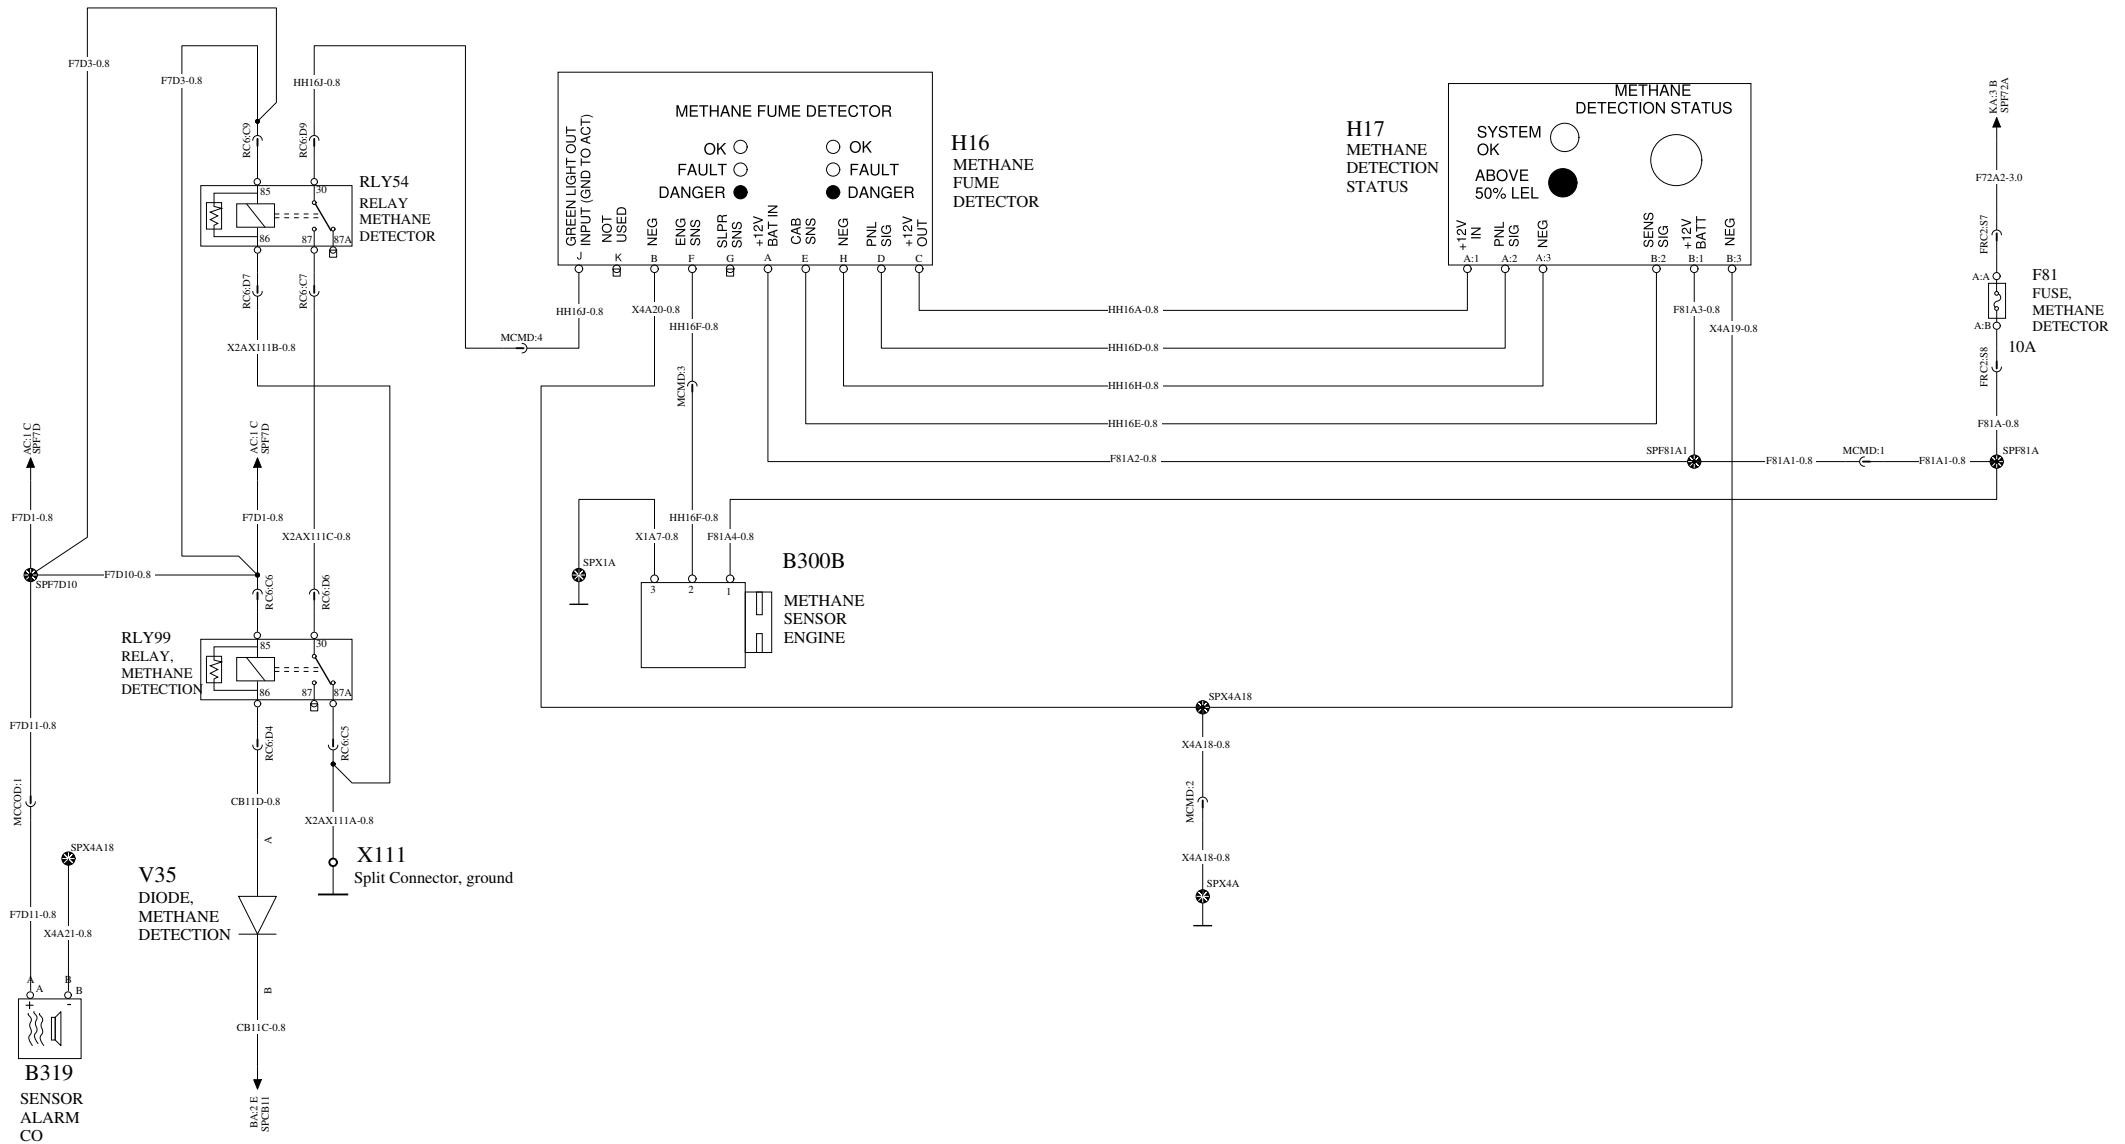 F7D3-0.8
F7D3-0.8
HH16J-0.8
RC6:C9
RC6:D9
85
30
86
87
87A
RLY54
RELAY
METHANE
DETECTOR
RC6:D7
RC6:C7
X2AX111B-0.8
AC:1 C
SPF7D
AC:1 C
SPF7D
F7D1-0.8
F7D1-0.8
X2AX111C-0.8
SPF7D10
F7D10-0.8
RC6:C6
RC6:D6
RLY99
RELAY,
METHANE
DETECTION
85
30
86
87
87A
RC6:D4
RC6:C5
F7D11-0.8
MCCOD:1
CB11D-0.8
X2AX111A-0.8
A
X111
Split Connector, ground
SPX4A18
V35
DIODE,
METHANE
DETECTION
F7D11-0.8
X4A21-0.8
A
B
A
B
+
-
B
CB11C-0.8
BA:2 E
SPCB11
B319
SENSOR
ALARM
CO
METHANE FUME DETECTOR
OK
FAULT
DANGER
OK
FAULT
DANGER
GREEN LIGHT OUT
INPUT (GND TO ACT)
NOT
USED
NEG
ENG
SNS
SLPR
SNS
+12V
BAT IN
CAB
SNS
NEG
PNL
SIG
+12V
OUT
J
K
B
F
G
A
E
H
D
C
H16
METHANE
FUME
DETECTOR
HH16J-0.8
X4A20-0.8
HH16F-0.8
MCMD:4
MCMD:3
HH16A-0.8
HH16D-0.8
HH16H-0.8
HH16E-0.8
F81A2-0.8
SPX1A
X1A7-0.8
HH16F-0.8
F81A4-0.8
3
2
1
B300B
METHANE
SENSOR
ENGINE
H17
METHANE
DETECTION
STATUS
METHANE
DETECTION STATUS
SYSTEM
OK
ABOVE
50% LEL
+12V
IN
PNL
SIG
NEG
SENS
SIG
+12V
BATT
NEG
A:1
A:2
A:3
B:2
B:1
B:3
F81A3-0.8
X4A19-0.8
SPF81A1
F81A1-0.8
MCMD:1
F81A1-0.8
SPF81A
KA:3 B
SPF72A
F72A2-3.0
FRC2:S7
A:A
F81
FUSE,
METHANE
DETECTOR
A:B
10A
FRC2:S8
F81A-0.8
SPX4A18
X4A18-0.8
MCMD:2
X4A18-0.8
SPX4A